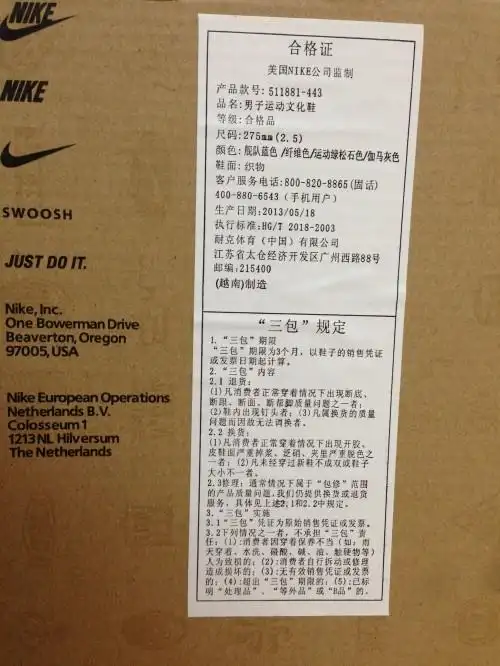 NIKE
NIKE
SWOOSH
JUST DO IT.
Nike, Inc.
One Bowerman Drive
Beaverton, Oregon
97005, USA
Nike European Operations
Netherlands B.V.
Colosseum 1
1213 NL Hilversum
The Netherlands
合格证
美国NIKE公司监制
产品款号:511881-443
品名:男子运动文化鞋
等级:合格品
尺码:275mm(2.5)
颜色:舰队蓝色/纤维色/运动绿松石色/伽马灰色
鞋面:织物
客户服务电话:800-820-8865(固话)
400-880-6543(手机用户)
生产日期:2013/05/18
执行标准:HG/T 2018-2003
耐克体育(中国)有限公司
江苏省太仓经济开发区广州西路88号
邮编:215400
(越南)制造
“三包”规定
1.“三包”期限
“三包”期限为3个月，以鞋子的销售凭证
或发票日期起计算。
2.“三包”内容
2.1 退货:
(1)凡消费者正常穿着情况下出现断底、
断跟、断面、断帮脚质量问题之一者;
(2)鞋内出现钉头者;(3)凡属换货的质量
问题而因故无法调换者。
2.2 换货:
(1)凡消费者正常穿着情况下出现开胶、
皮鞋面严重掉浆、泛硝、夹里严重脱色之
一者;(2)凡未经穿过新鞋不成双或鞋子
大小不一者。
2.3修理:通常情况下属于“包修”范围
的产品质量问题,我们仍提供换货或退货
服务，具体见上述2.1和2.2中规定。
3.“三包”实施
3.1“三包”凭证为原始销售凭证或发票。
3.2下列情况之一者，不承担“三包”责
任:(1):消费者因穿着保养不当(如:雨
天穿着、水洗、碰酸、碱、油、触硬物等)
人为致损的;(2):消费者自行拆动或修理
造成损坏的;(3):无有效销售凭证或发票
的;(4):超出“三包”期限的;(5):已标
明“处理品”、“等外品”或“B品”的。